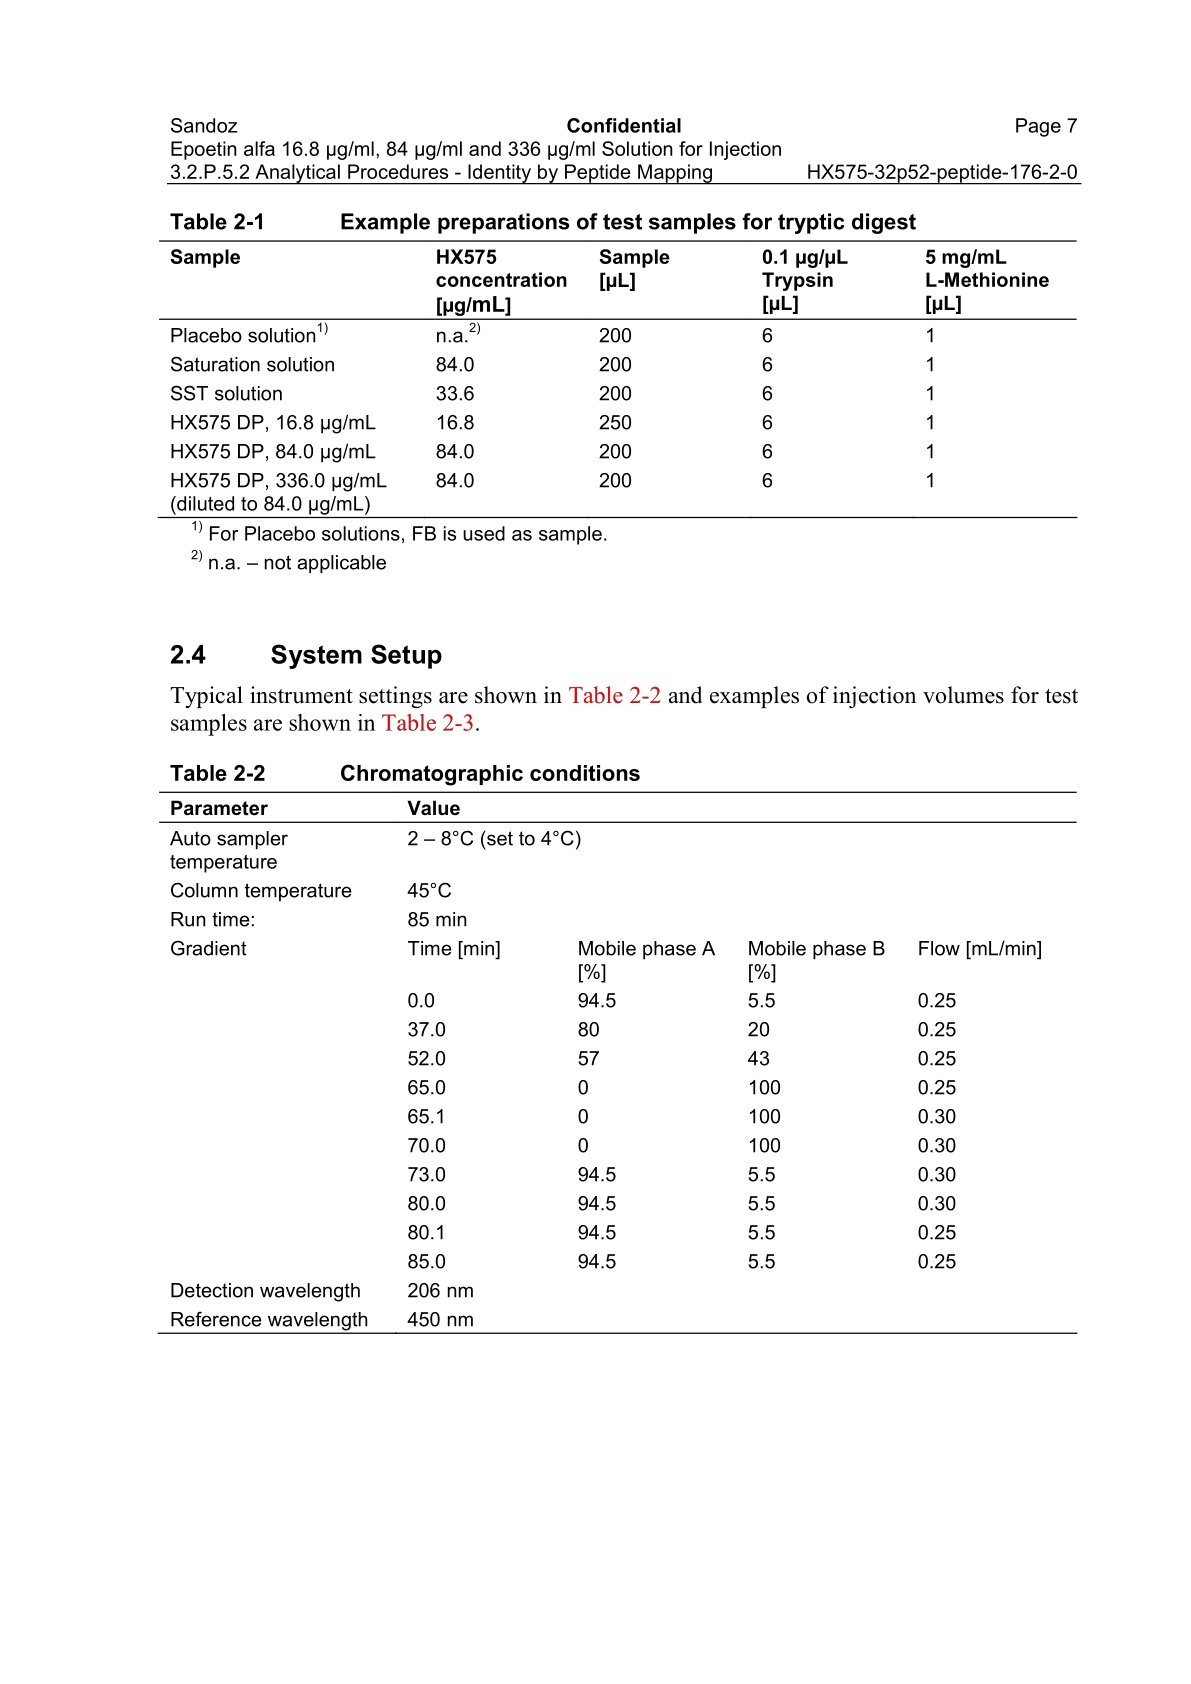 Sandoz Confidential Page 7
Epoetin alfa 16.8 µg/ml, 84 µg/ml and 336 µg/ml Solution for Injection
3.2.P.5.2 Analytical Procedures - Identity by Peptide Mapping HX575-32p52-peptide-176-2-0
Table 2-1 Example preparations of test samples for tryptic digest
Sample HX575 Sample 0.1 µg/µL 5 mg/mL
concentration [µL] Trypsin L-Methionine
[µg/mL] [µL] [µL]
Placebo solution1) n.a.2) 200 6 1
Saturation solution 84.0 200 6 1
SST solution 33.6 200 6 1
HX575 DP, 16.8 µg/mL 16.8 250 6 1
HX575 DP, 84.0 µg/mL 84.0 200 6 1
HX575 DP, 336.0 µg/mL 84.0 200 6 1
(diluted to 84.0 µg/mL)
1) For Placebo solutions, FB is used as sample.
2) n.a. – not applicable
2.4 System Setup
Typical instrument settings are shown in Table 2-2 and examples of injection volumes for test
samples are shown in Table 2-3.
Table 2-2 Chromatographic conditions
Parameter Value
Auto sampler 2 – 8°C (set to 4°C)
temperature
Column temperature 45°C
Run time: 85 min
Gradient Time [min] Mobile phase A Mobile phase B Flow [mL/min]
[%] [%]
0.0 94.5 5.5 0.25
37.0 80 20 0.25
52.0 57 43 0.25
65.0 0 100 0.25
65.1 0 100 0.30
70.0 0 100 0.30
73.0 94.5 5.5 0.30
80.0 94.5 5.5 0.30
80.1 94.5 5.5 0.25
85.0 94.5 5.5 0.25
Detection wavelength 206 nm
Reference wavelength 450 nm